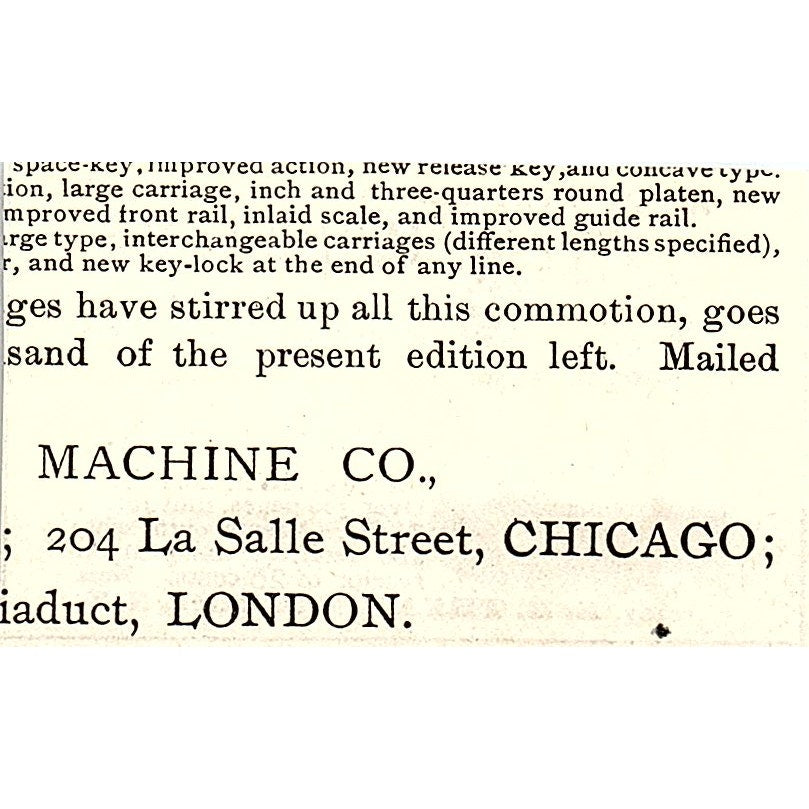 space-key, improved action, new release key, and concave type.
tion, large carriage, inch and three-quarters round platen, new
mproved front rail, inlaid scale, and improved guide rail.
arge type, interchangeable carriages (different lengths specified),
r, and new key-lock at the end of any line.
ges have stirred up all this commotion, goes
sand of the present edition left. Mailed
MACHINE CO.,
; 204 La Salle Street, CHICAGO;
iaduct, LONDON.